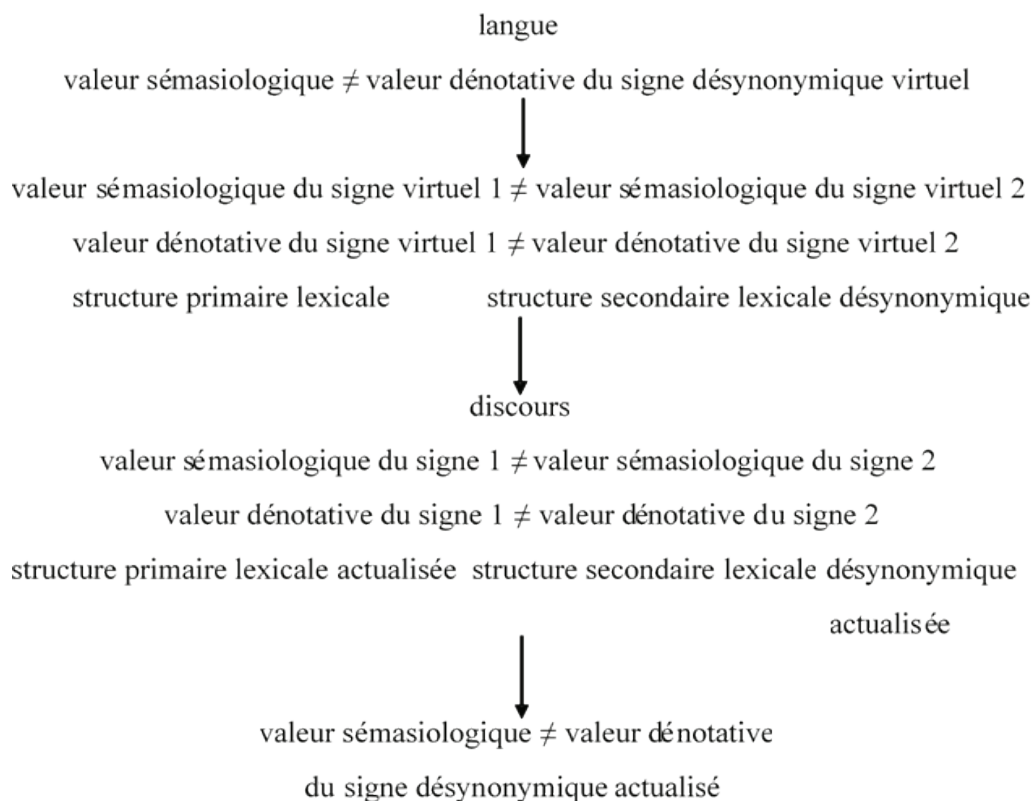 langue
valeur sémasiologique ≠ valeur dénotative du signe désynonymique virtuel
valeur sémasiologique du signe virtuel 1 ≠ valeur sémasiologique du signe virtuel 2
valeur dénotative du signe virtuel 1 ≠ valeur dénotative du signe virtuel 2
structure primaire lexicale structure secondaire lexicale désynonymique
discours
valeur sémasiologique du signe 1 ≠ valeur sémasiologique du signe 2
valeur dénotative du signe 1 ≠ valeur dénotative du signe 2
structure primaire lexicale actualisée structure secondaire lexicale désynonymique
actualisée
valeur sémasiologique ≠ valeur dénotative
du signe désynonymique actualisé